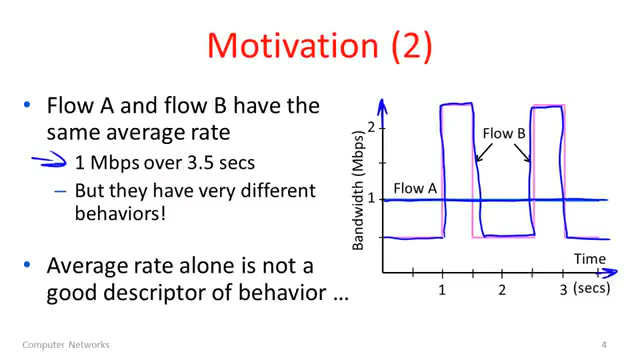 Motivation (2)
• Flow A and flow B have the
same average rate
1 Mbps over 3.5 secs
– But they have very different
behaviors!
• Average rate alone is not a
good descriptor of behavior …
Bandwidth (Mbps)
2
1
Flow B
Flow A
Time
(secs)
1 2 3
Computer Networks
4